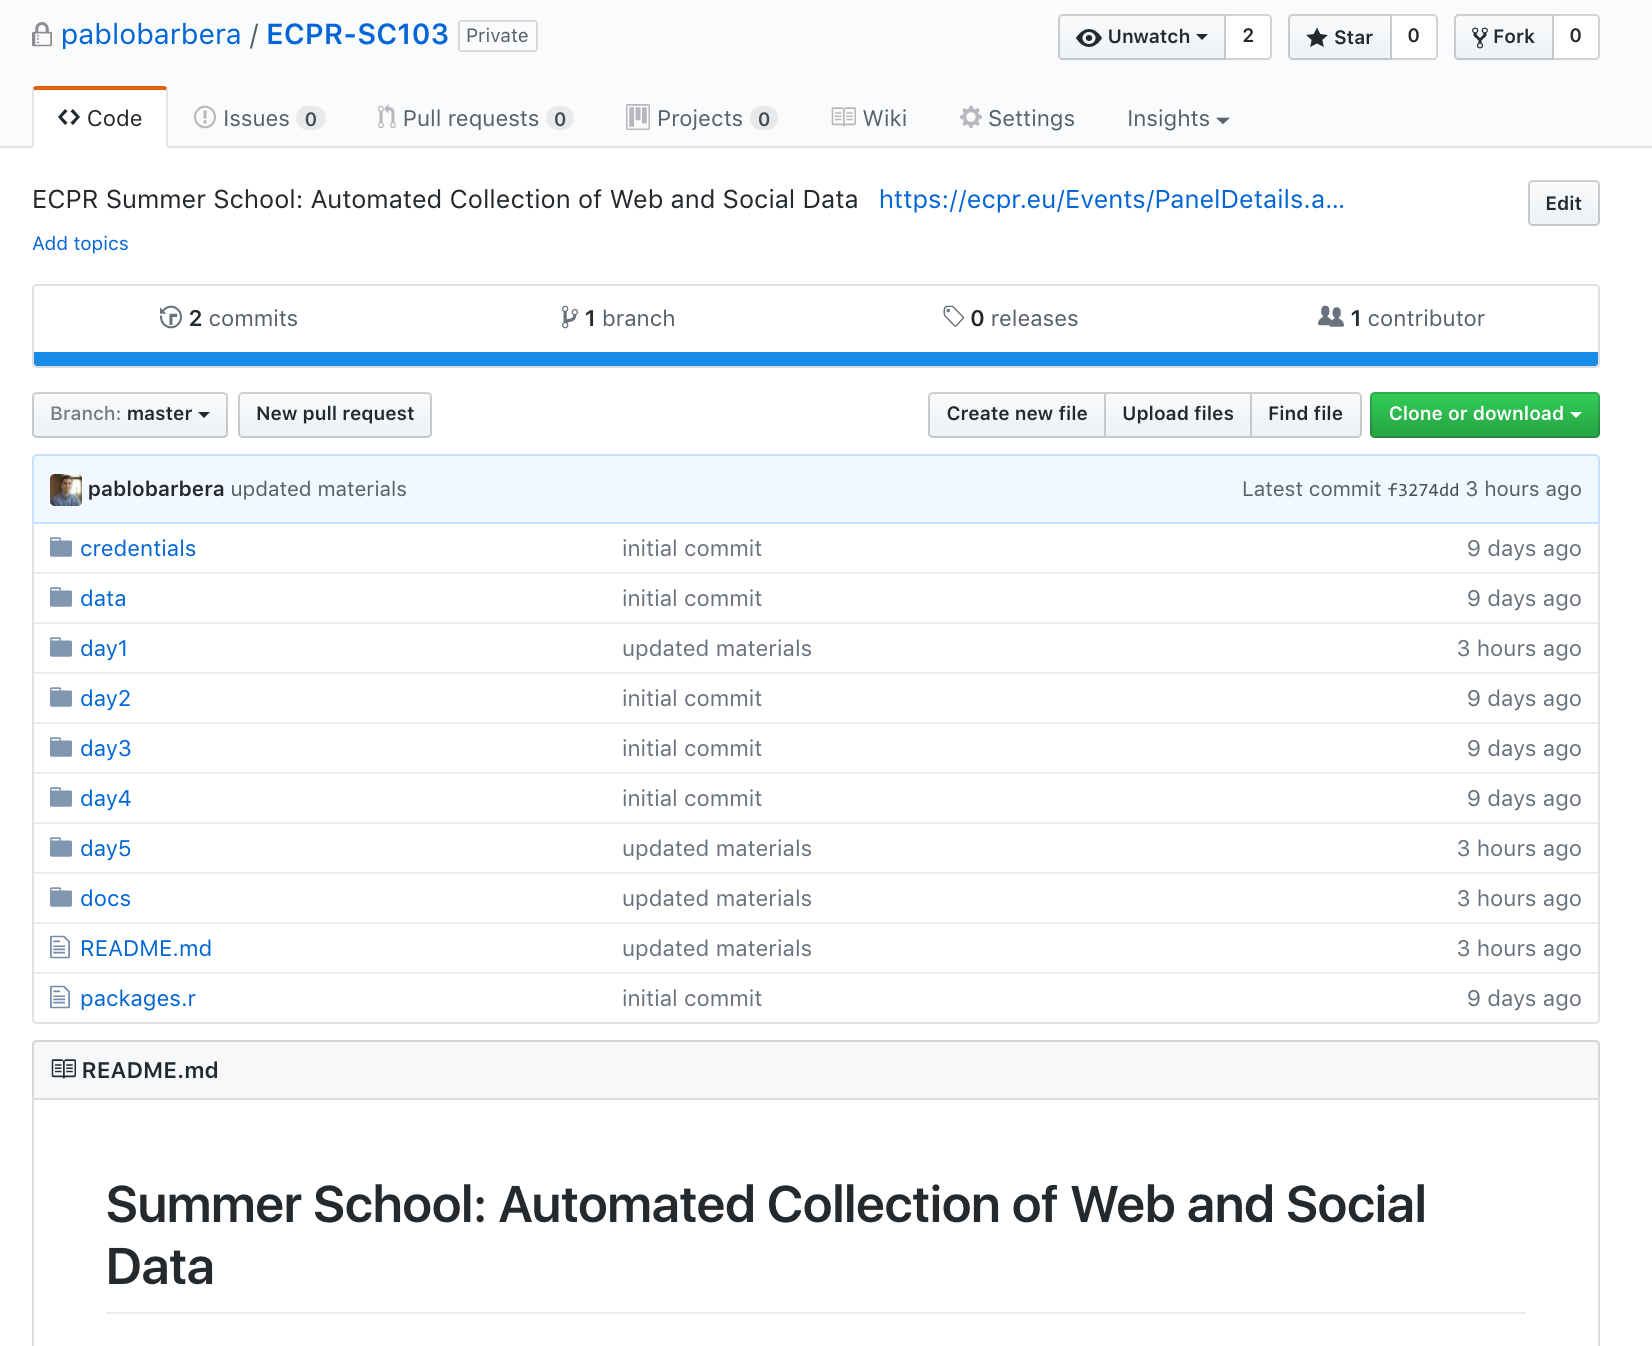 pablobarbera / ECPR-SC103 Private Unwatch 2 Star 0 Fork 0
Code Issues 0 Pull requests 0 Projects 0 Wiki Settings Insights
ECPR Summer School: Automated Collection of Web and Social Data https://ecpr.eu/Events/PanelDetails.a... Edit
Add topics
2 commits 1 branch 0 releases 1 contributor
Branch: master New pull request Create new file Upload files Find file Clone or download
pablobarbera updated materials Latest commit f3274dd 3 hours ago
credentials initial commit 9 days ago
data initial commit 9 days ago
day1 updated materials 3 hours ago
day2 initial commit 9 days ago
day3 initial commit 9 days ago
day4 initial commit 9 days ago
day5 updated materials 3 hours ago
docs updated materials 3 hours ago
README.md updated materials 3 hours ago
packages.r initial commit 9 days ago
README.md
Summer School: Automated Collection of Web and Social
Data